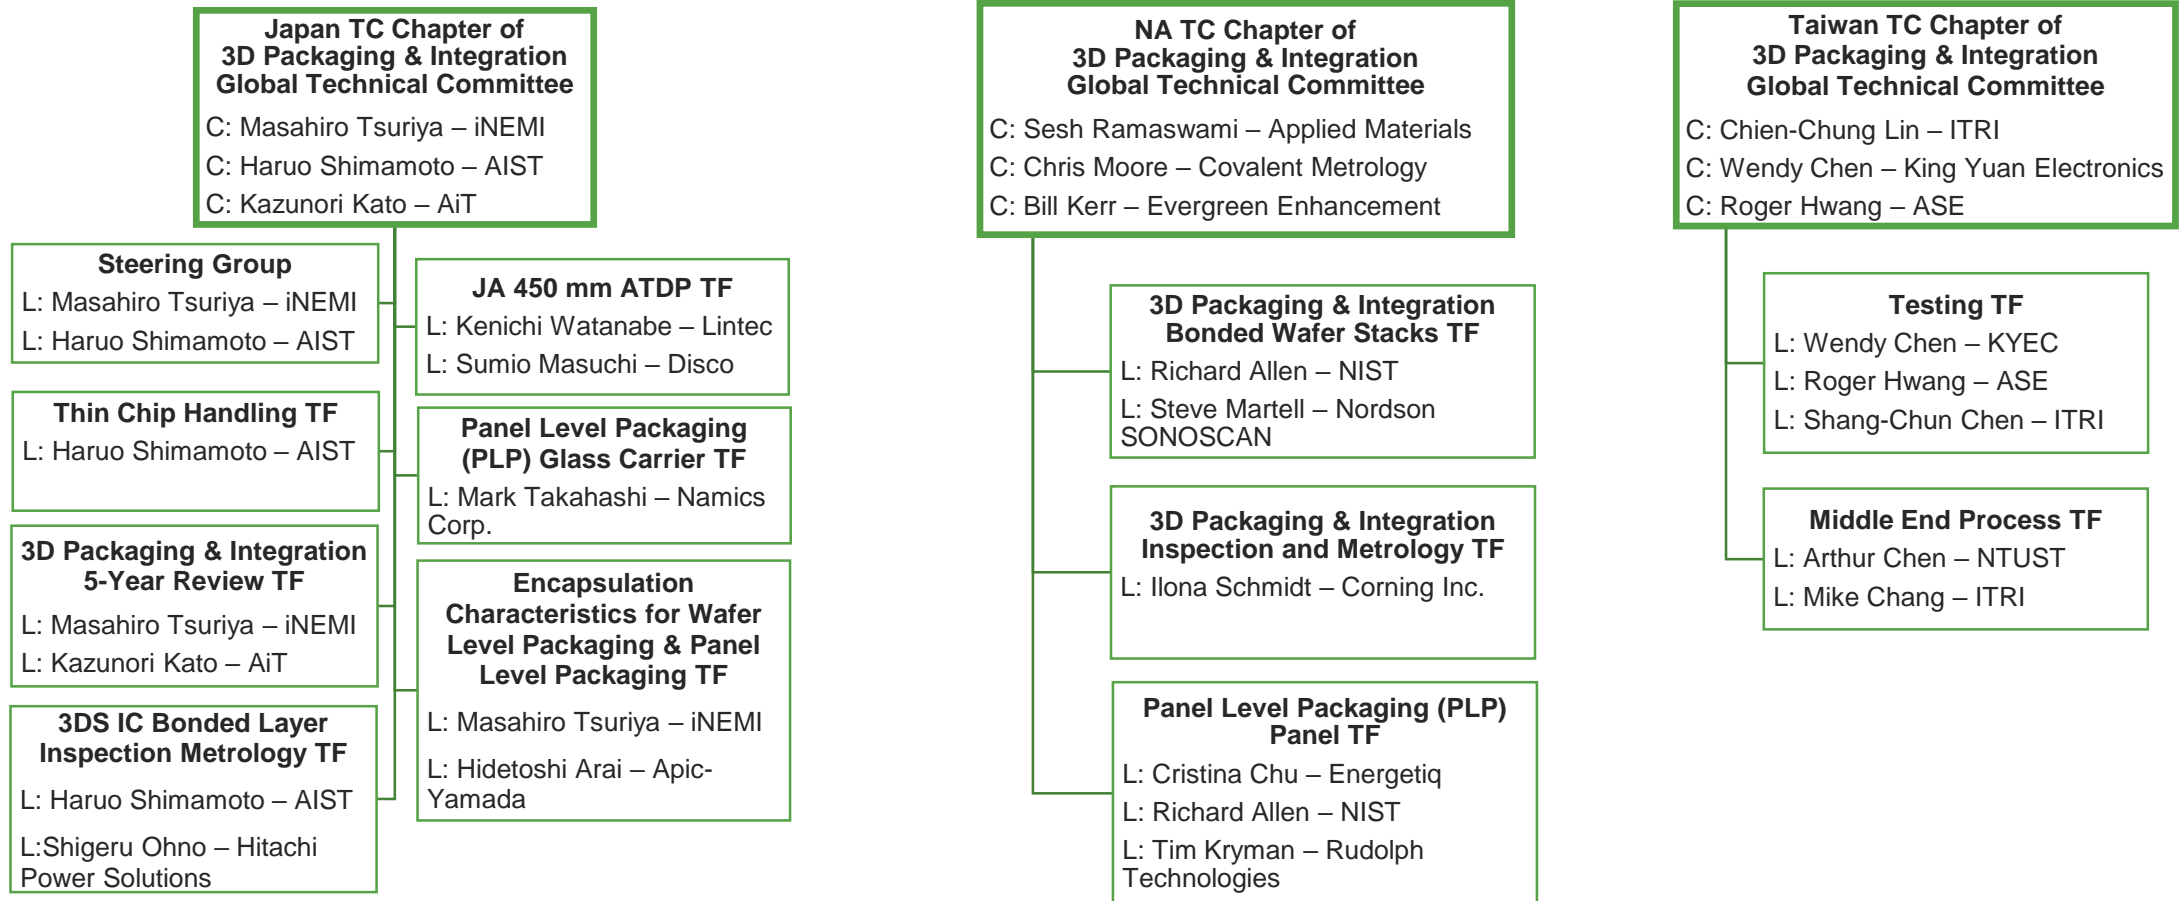 Japan TC Chapter of
3D Packaging & Integration
Global Technical Committee
C: Masahiro Tsuriya – iNEMI
C: Haruo Shimamoto – AIST
C: Kazunori Kato – AiT
Steering Group
L: Masahiro Tsuriya – iNEMI
L: Haruo Shimamoto – AIST
Thin Chip Handling TF
L: Haruo Shimamoto – AIST
3D Packaging & Integration
5-Year Review TF
L: Masahiro Tsuriya – iNEMI
L: Kazunori Kato – AiT
3DS IC Bonded Layer
Inspection Metrology TF
L: Haruo Shimamoto – AIST
L:Shigeru Ohno – Hitachi
Power Solutions
JA 450 mm ATDP TF
L: Kenichi Watanabe – Lintec
L: Sumio Masuchi – Disco
Panel Level Packaging
(PLP) Glass Carrier TF
L: Mark Takahashi – Namics
Corp.
Encapsulation
Characteristics for Wafer
Level Packaging & Panel
Level Packaging TF
L: Masahiro Tsuriya – iNEMI
L: Hidetoshi Arai – Apic-
Yamada
NA TC Chapter of
3D Packaging & Integration
Global Technical Committee
C: Sesh Ramaswami – Applied Materials
C: Chris Moore – Covalent Metrology
C: Bill Kerr – Evergreen Enhancement
3D Packaging & Integration
Bonded Wafer Stacks TF
L: Richard Allen – NIST
L: Steve Martell – Nordson
SONOSCAN
3D Packaging & Integration
Inspection and Metrology TF
L: Ilona Schmidt – Corning Inc.
Panel Level Packaging (PLP)
Panel TF
L: Cristina Chu – Energetiq
L: Richard Allen – NIST
L: Tim Kryman – Rudolph
Technologies
Taiwan TC Chapter of
3D Packaging & Integration
Global Technical Committee
C: Chien-Chung Lin – ITRI
C: Wendy Chen – King Yuan Electronics
C: Roger Hwang – ASE
Testing TF
L: Wendy Chen – KYEC
L: Roger Hwang – ASE
L: Shang-Chun Chen – ITRI
Middle End Process TF
L: Arthur Chen – NTUST
L: Mike Chang – ITRI